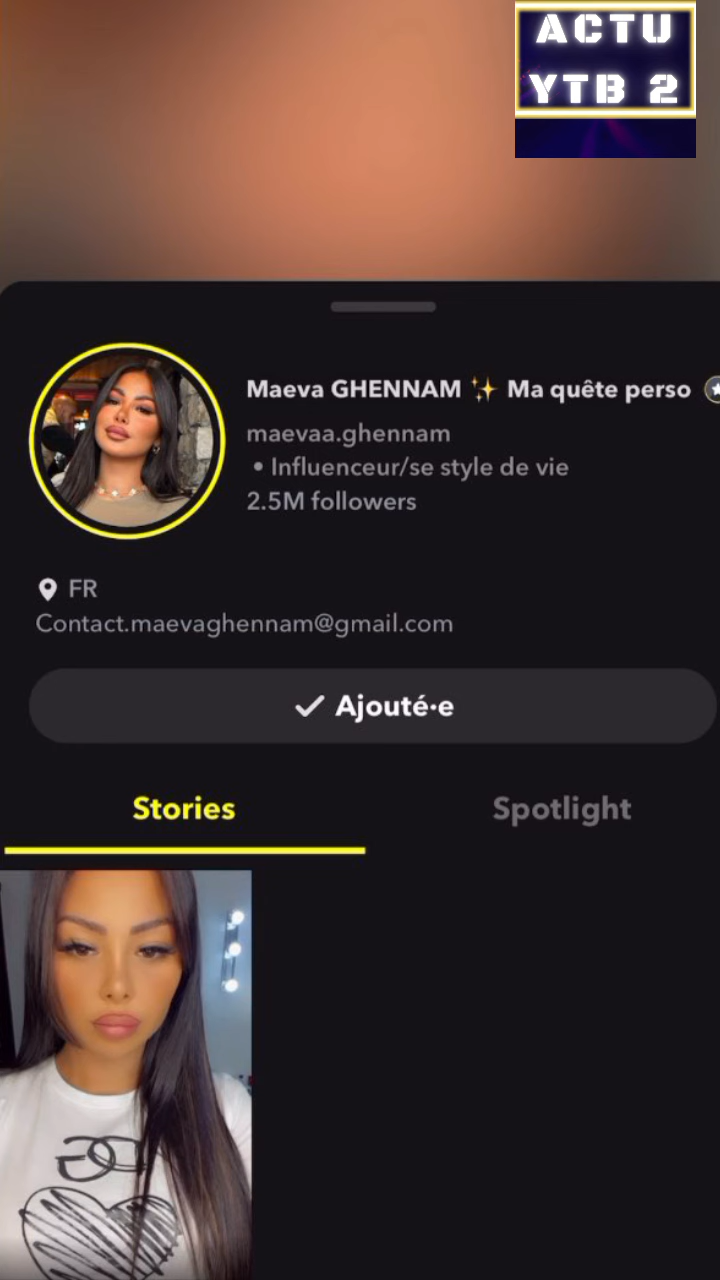 ACTU
YTB 2
Maeva GHENNAM ✨ Ma quête perso
maevaa.ghennam
• Influenceur/se style de vie
2.5M followers
FR
Contact.maevaghennam@gmail.com
Ajouté·e
Stories
Spotlight